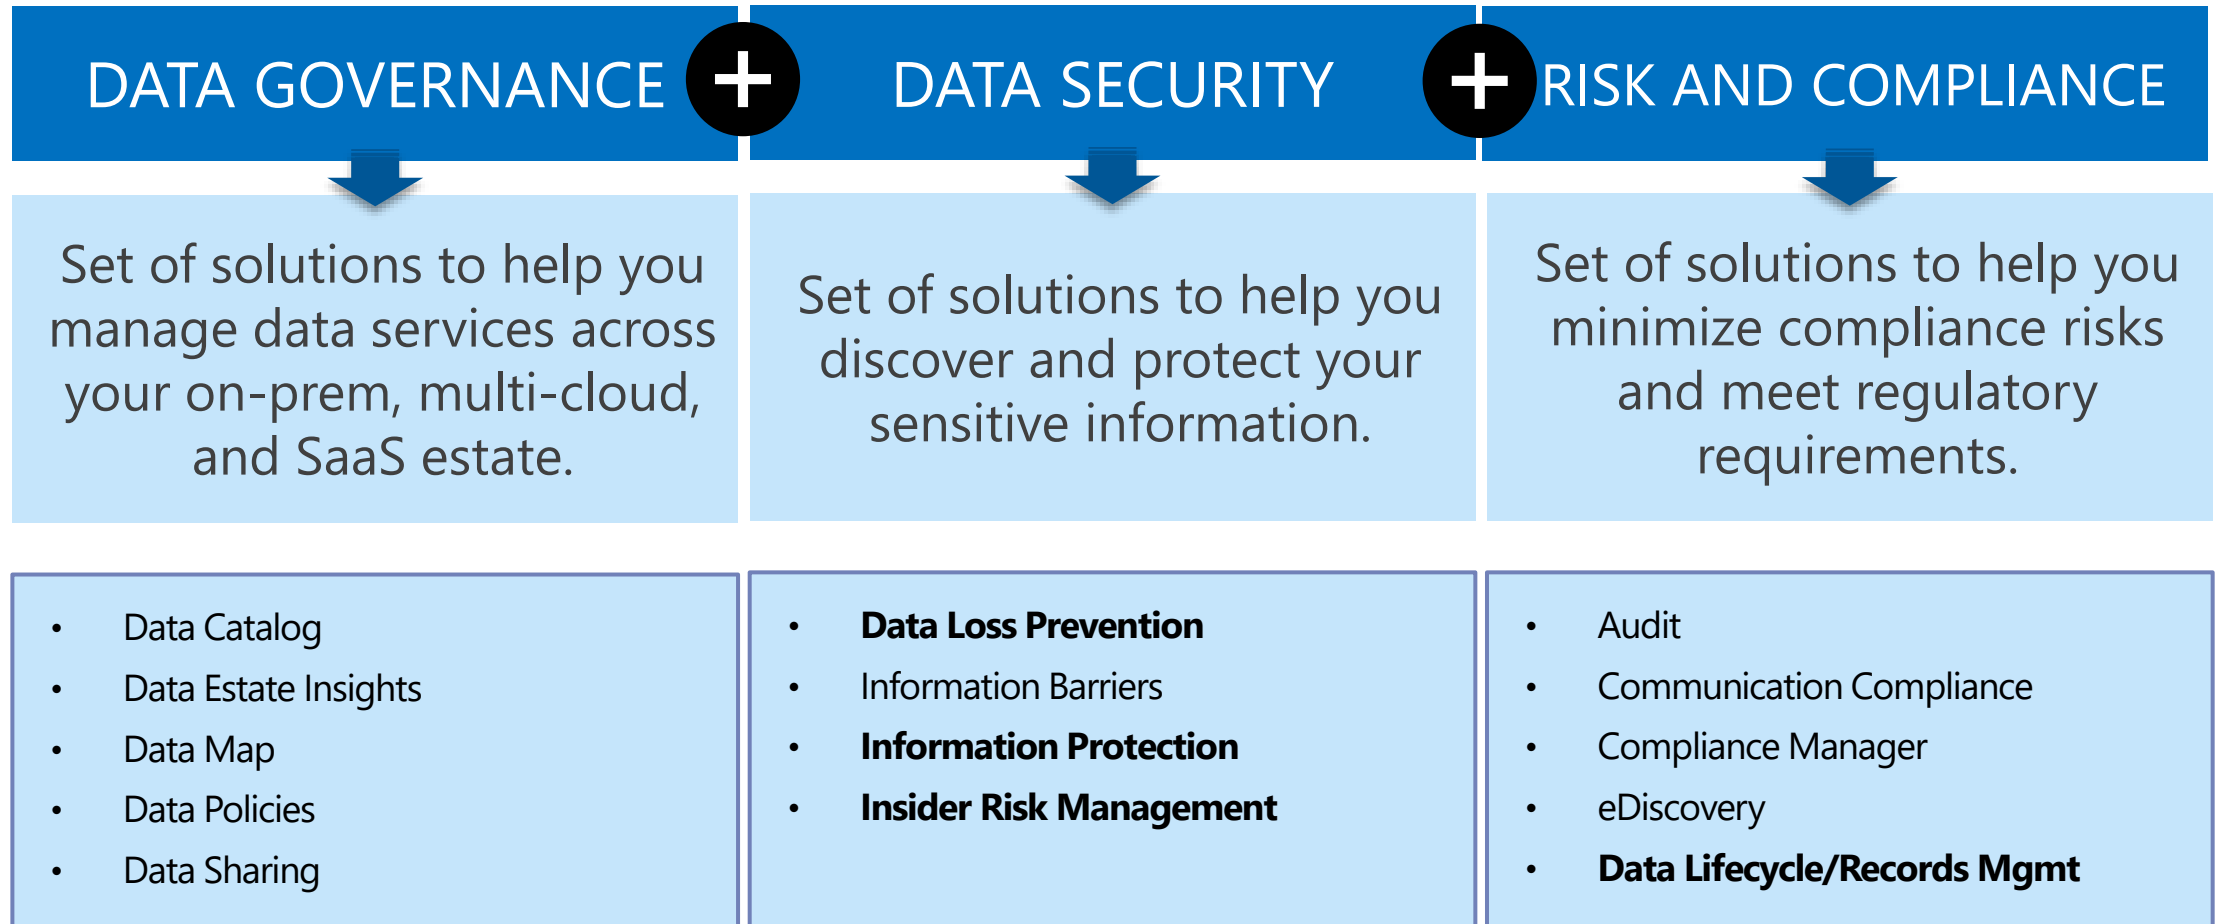 DATA GOVERNANCE
+
DATA SECURITY
+
RISK AND COMPLIANCE
Set of solutions to help you
manage data services across
your on-prem, multi-cloud,
and SaaS estate.
Set of solutions to help you
discover and protect your
sensitive information.
Set of solutions to help you
minimize compliance risks
and meet regulatory
requirements.
• Data Catalog
• Data Estate Insights
• Data Map
• Data Policies
• Data Sharing
• Data Loss Prevention
• Information Barriers
• Information Protection
• Insider Risk Management
• Audit
• Communication Compliance
• Compliance Manager
• eDiscovery
• Data Lifecycle/Records Mgmt